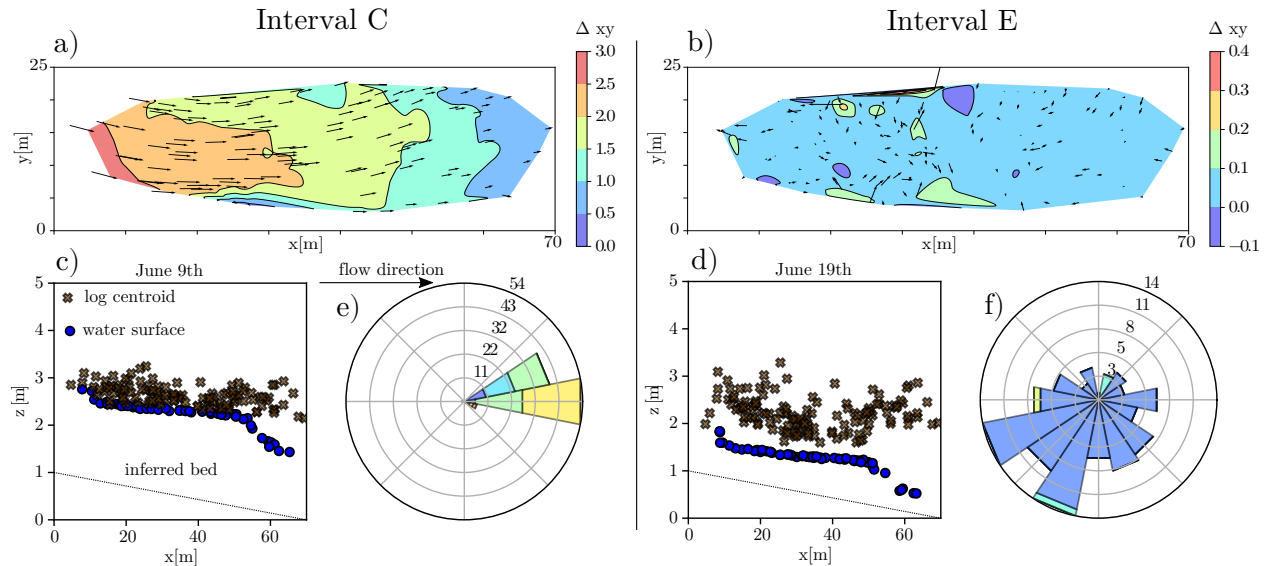 Interval C
Interval E
a)
Δ xy
3.0
2.5
2.0
1.5
1.0
0.5
0.0
25
y[m]
0
x[m]
70
b)
Δ xy
0.4
0.3
0.2
0.1
0.0
−0.1
25
y[m]
0
x[m]
70
c)
June 9th
5
4
3
2
1
0
z [m]
log centroid
water surface
inferred bed
0
20
40
60
x[m]
flow direction
e)
54
43
32
22
11
d)
June 19th
5
4
3
2
1
0
z [m]
0
20
40
60
x[m]
f)
14
11
8
5
3